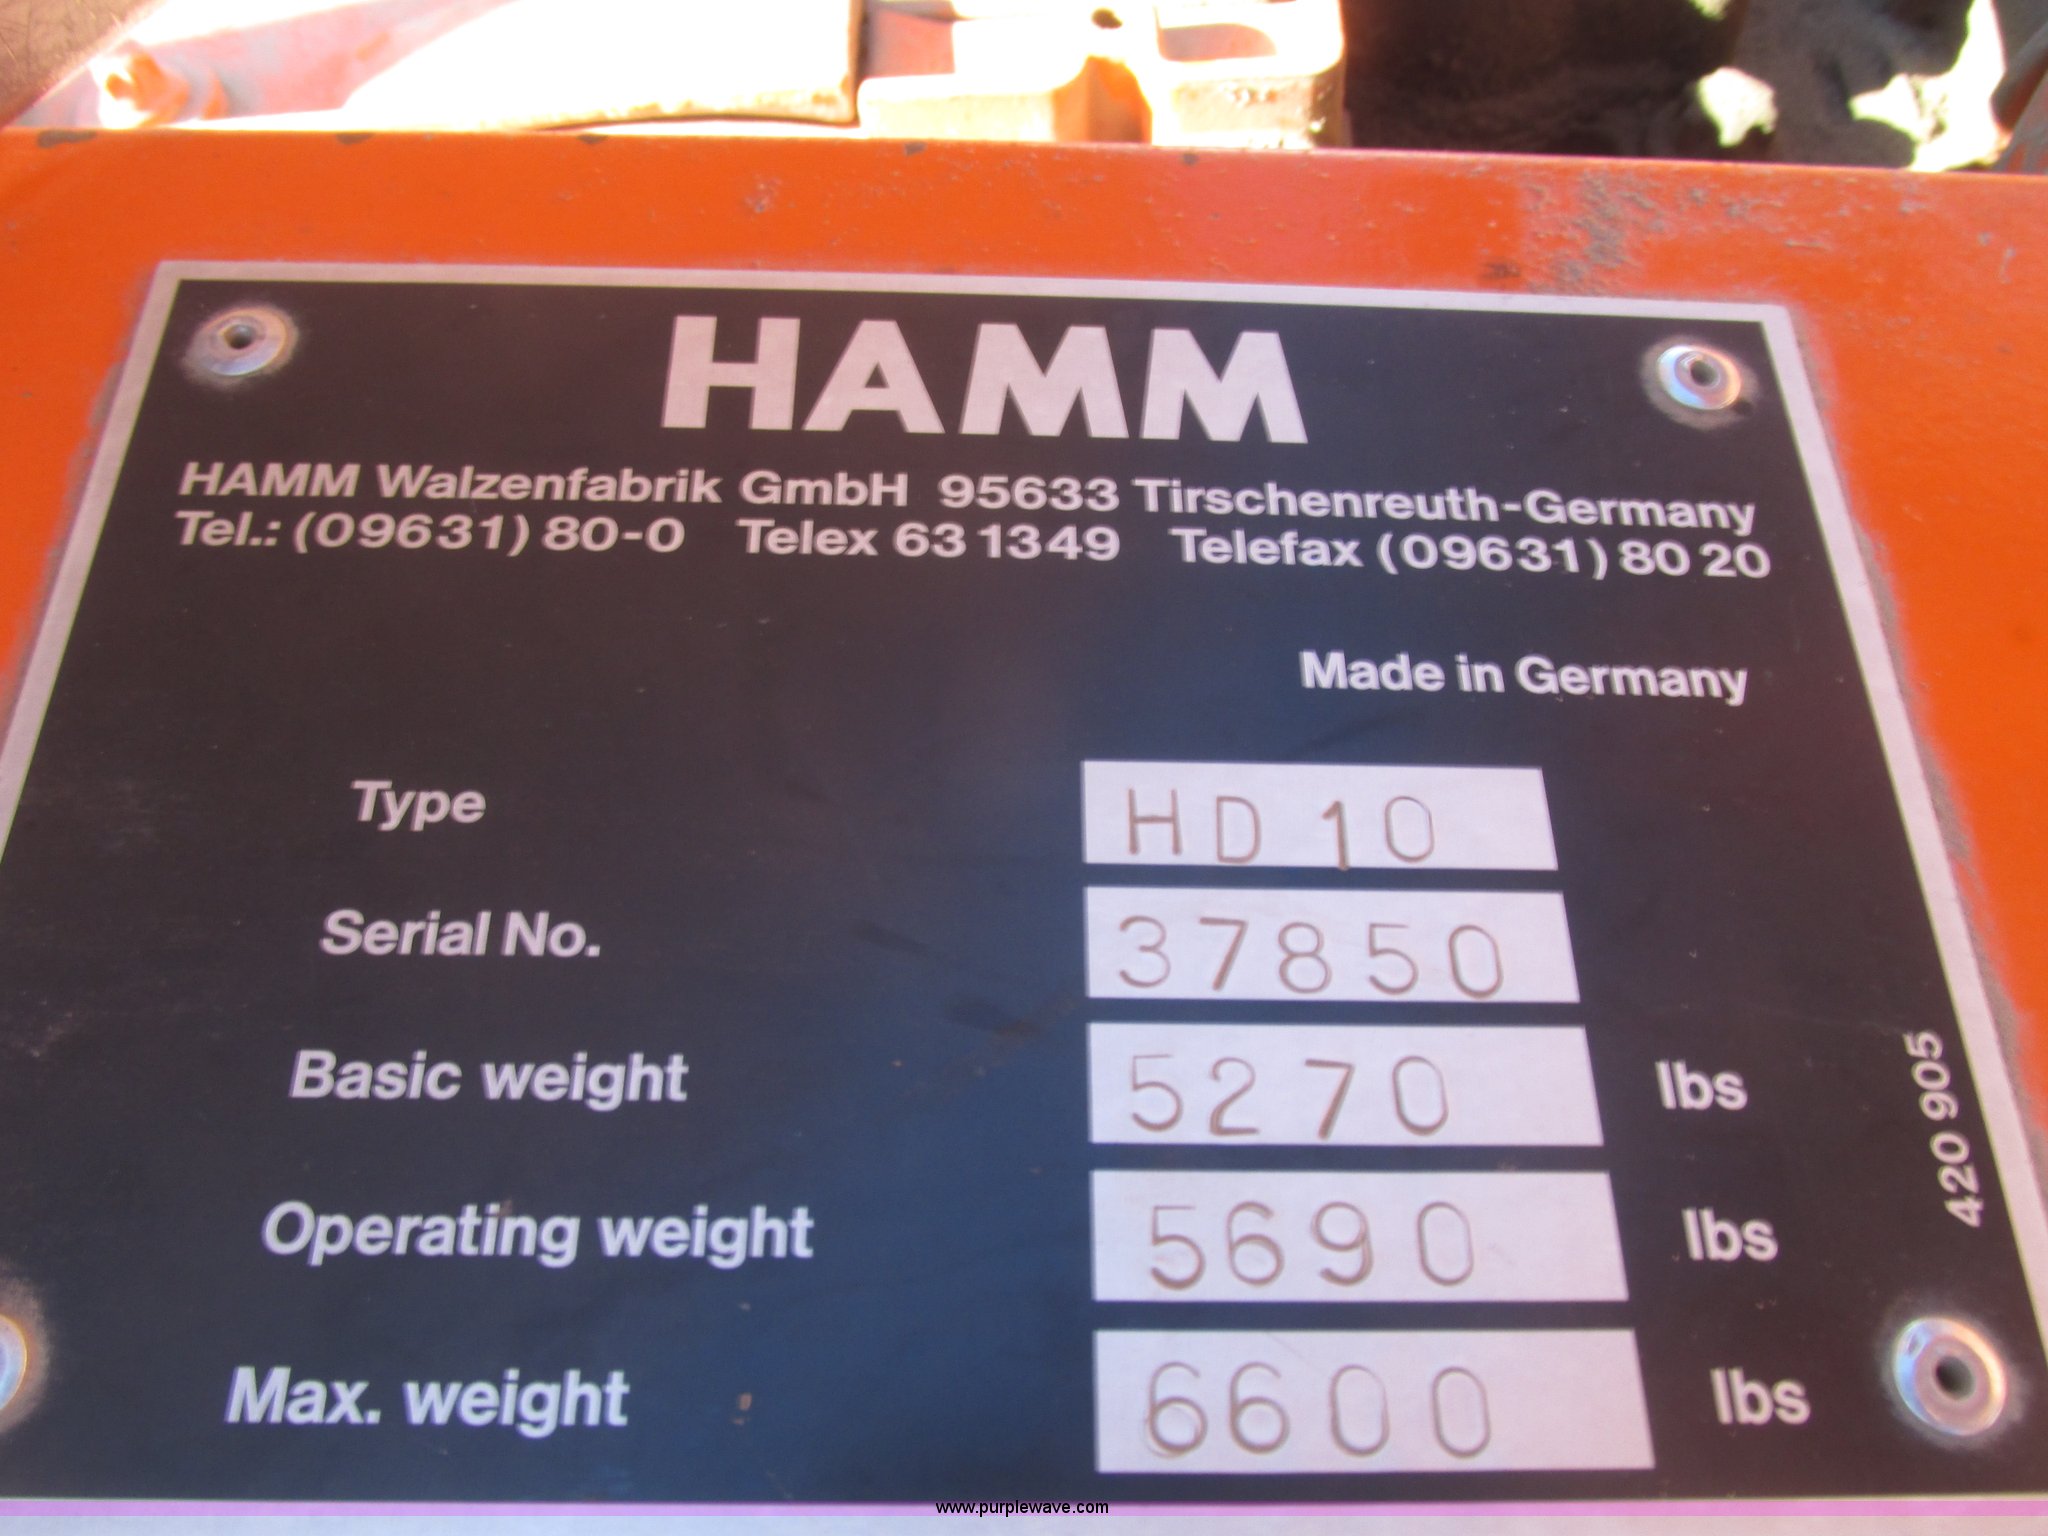 HAMM
HAMM Walzenfabrik GmbH 95633 Tirschenreuth-Germany
Tel.: (09631) 80-0 Telex 63 1349 Telefax (09631) 80 20
Made in Germany
Type HD 10
Serial No. 37850
Basic weight 5270 lbs
Operating weight 5690 lbs
Max. weight 6600 lbs
420 905
www.purplewave.com